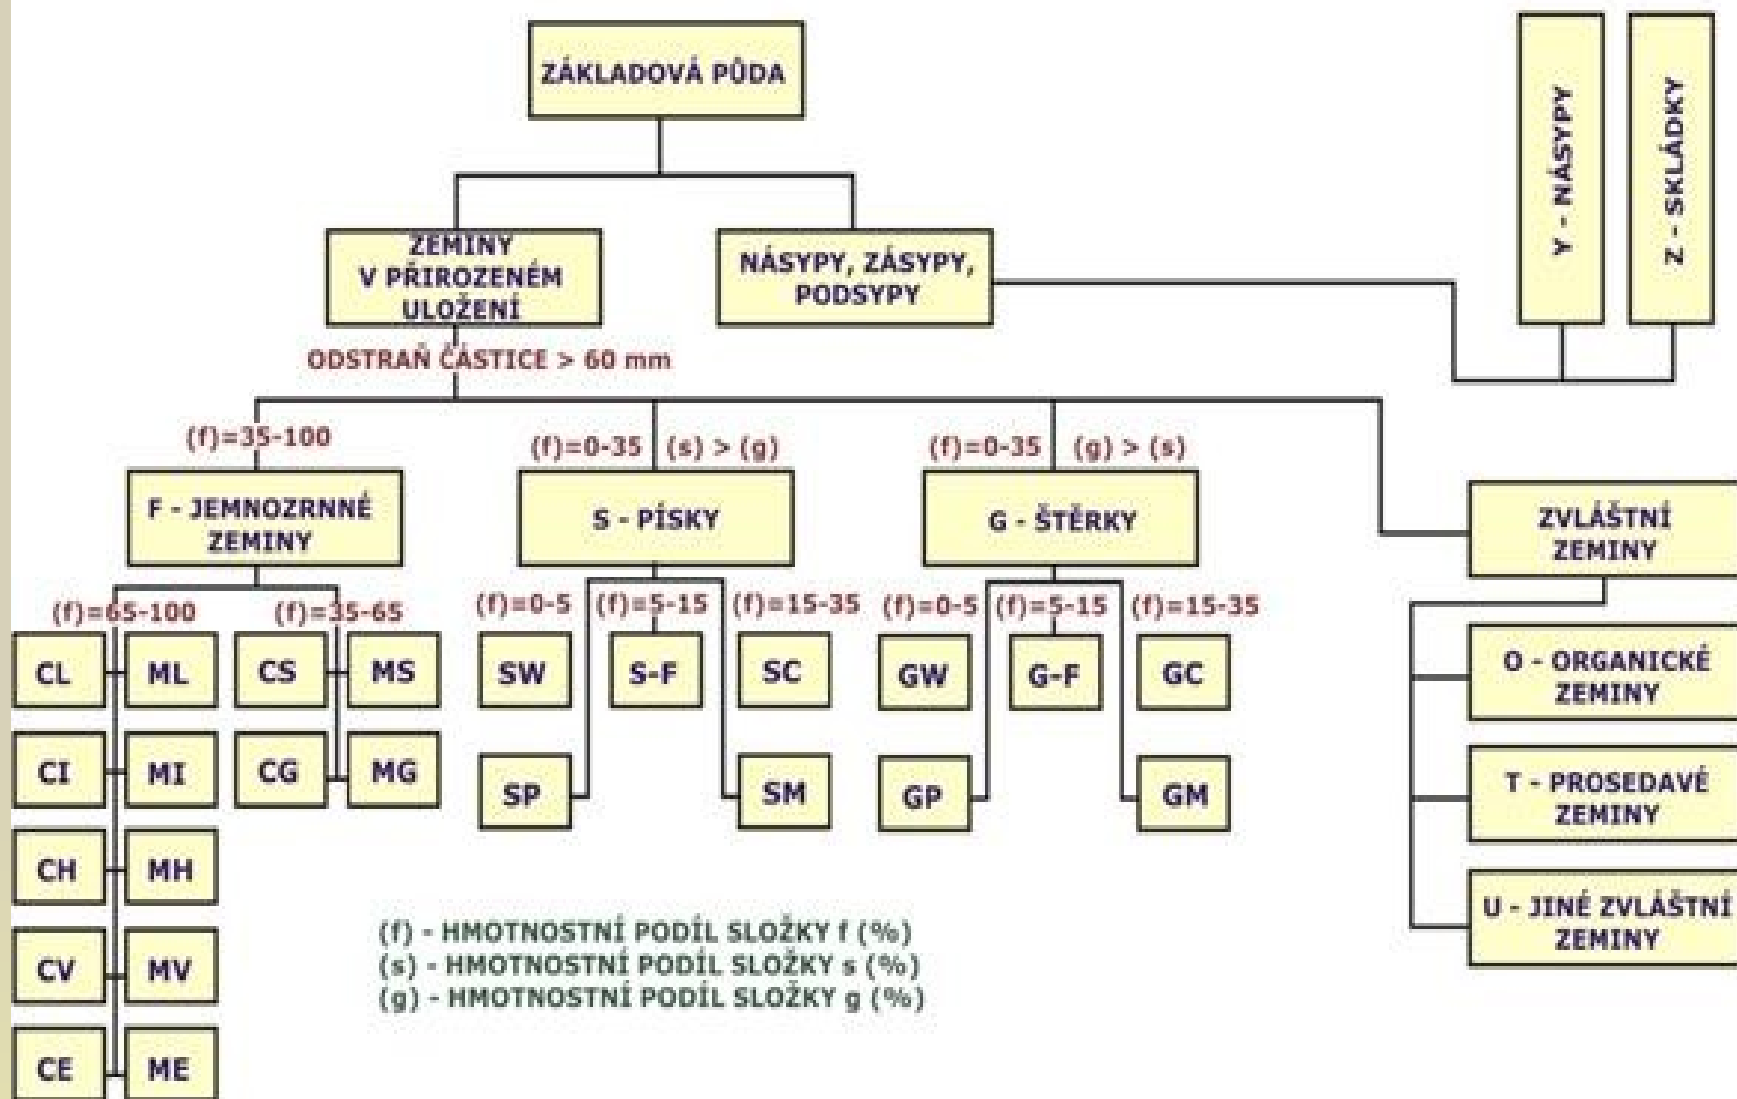 ZÁKLADOVÁ PŮDA
Y - NÁSYPY
Z - SKLÁDKY
ZEMINY
V PŘIROZENÉM
ULOŽENÍ
NÁSYPY, ZÁSYPY,
PODSYPY
ODSTRAŇ ČÁSTICE > 60 mm
(f)=35-100
(f)=0-35 (s) > (g)
(f)=0-35 (g) > (s)
F - JEMNOZRNNÉ
ZEMINY
S - PÍSKY
G - ŠTĚRKY
ZVLÁŠTNÍ
ZEMINY
(f)=65-100
(f)=35-65
(f)=0-5
(f)=5-15
(f)=15-35
(f)=0-5
(f)=5-15
(f)=15-35
CL
ML
CS
MS
SW
S-F
SC
GW
G-F
GC
O - ORGANICKÉ
ZEMINY
CI
MI
CG
MG
SP
SM
GP
GM
T - PROSEDAVÉ
ZEMINY
CH
MH
U - JINÉ ZVLÁŠTNÍ
ZEMINY
CV
MV
CE
ME
(f) - HMOTNOSTNÍ PODÍL SLOŽKY f (%)
(s) - HMOTNOSTNÍ PODÍL SLOŽKY s (%)
(g) - HMOTNOSTNÍ PODÍL SLOŽKY g (%)